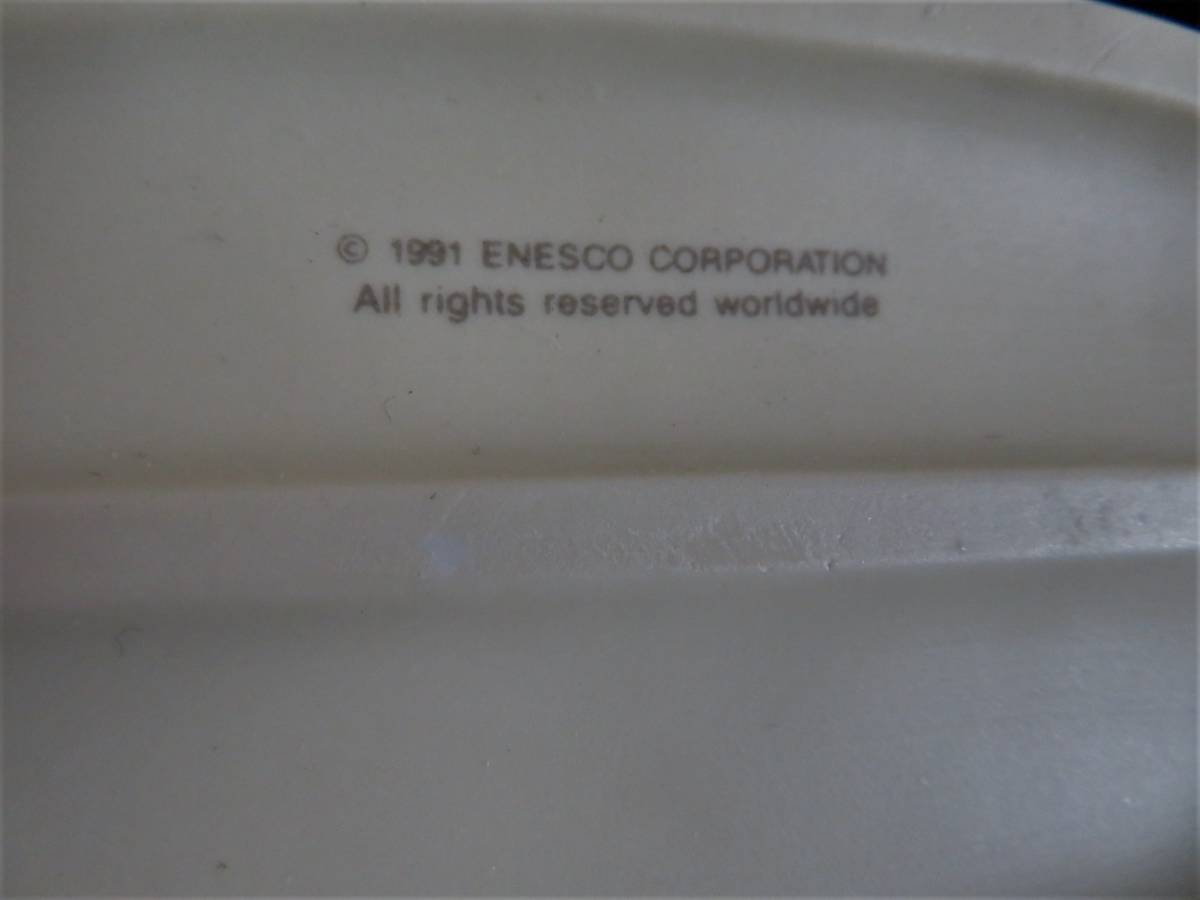 © 1991 ENESCO CORPORATION
All rights reserved worldwide